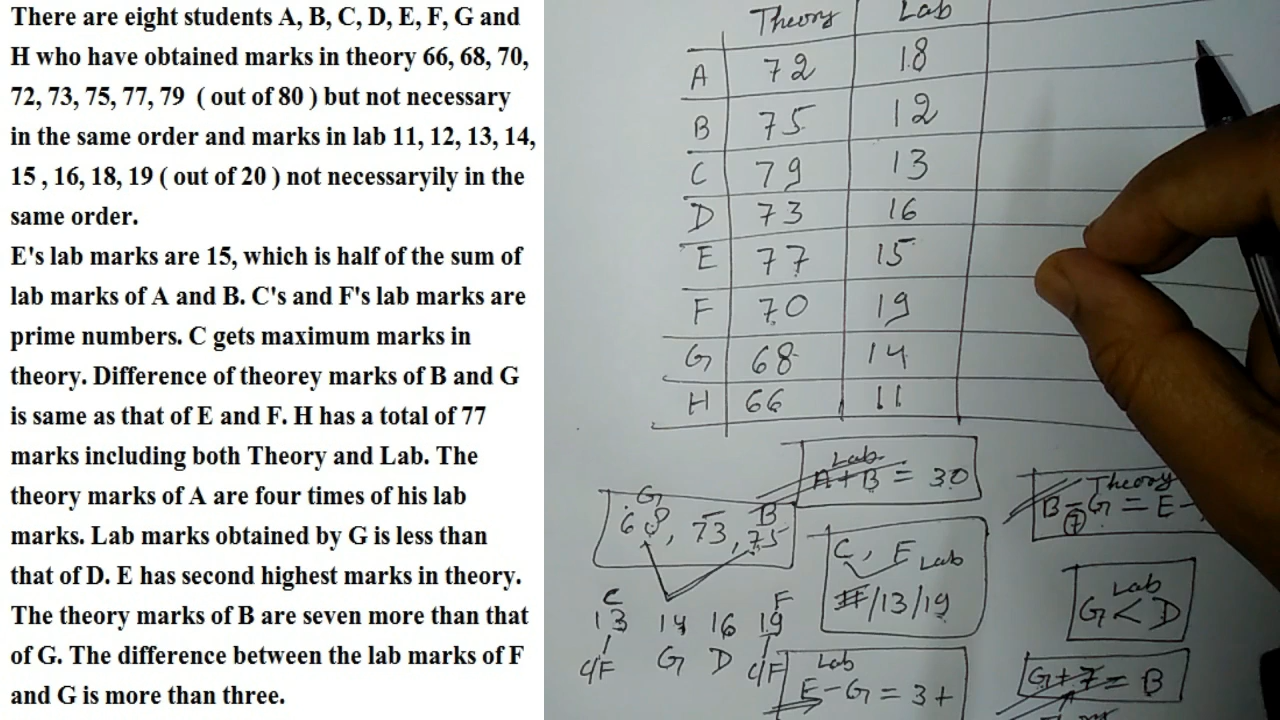 There are eight students A, B, C, D, E, F, G and
H who have obtained marks in theory 66, 68, 70,
72, 73, 75, 77, 79 ( out of 80 ) but not necessary
in the same order and marks in lab 11, 12, 13, 14,
15 , 16, 18, 19 ( out of 20 ) not necessaryily in the
same order.
E's lab marks are 15, which is half of the sum of
lab marks of A and B. C's and F's lab marks are
prime numbers. C gets maximum marks in
theory. Difference of theorey marks of B and G
is same as that of E and F. H has a total of 77
marks including both Theory and Lab. The
theory marks of A are four times of his lab
marks. Lab marks obtained by G is less than
that of D. E has second highest marks in theory.
The theory marks of B are seven more than that
of G. The difference between the lab marks of F
and G is more than three.
Theory Lab
A 72 18
B 75 12
C 79 13
D 73 16
E 77 15
F 70 19
G 68 14
H 66 11
Lab
A+B = 30
G B
68, 73, 75
C, F Lab
/13/19
Theory
B-G = E-
7
Lab
G < D
C F
13 14 16 19
C/F G D C/F
Lab
F-G = 3+
G+7 = B